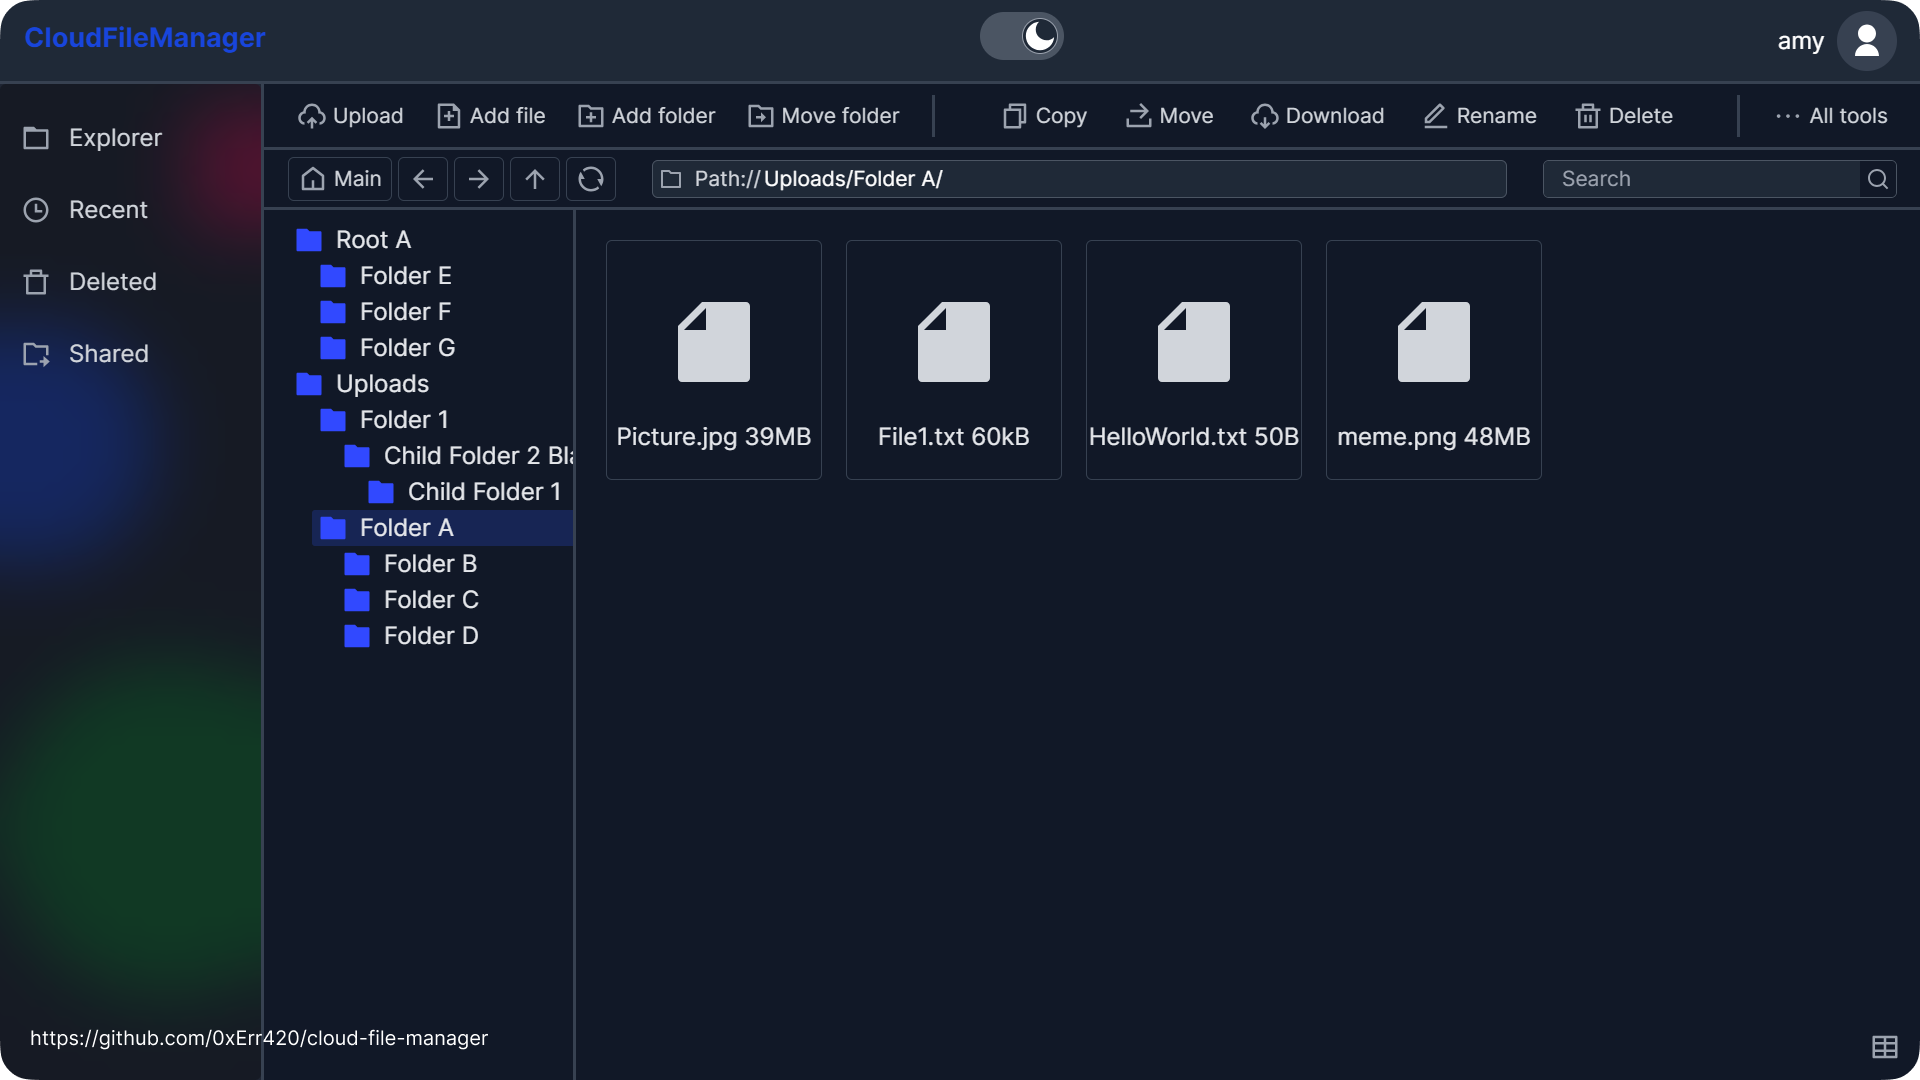 CloudFileManager
amy
Explorer
Recent
Deleted
Shared
Upload
Add file
Add folder
Move folder
Copy
Move
Download
Rename
Delete
All tools
Main
Path://Uploads/Folder A/
Search
Root A
Folder E
Folder F
Folder G
Uploads
Folder 1
Child Folder 2 Bla
Child Folder 1
Folder A
Folder B
Folder C
Folder D
Picture.jpg 39MB
File1.txt 60kB
HelloWorld.txt 50B
meme.png 48MB
https://github.com/0xErr420/cloud-file-manager